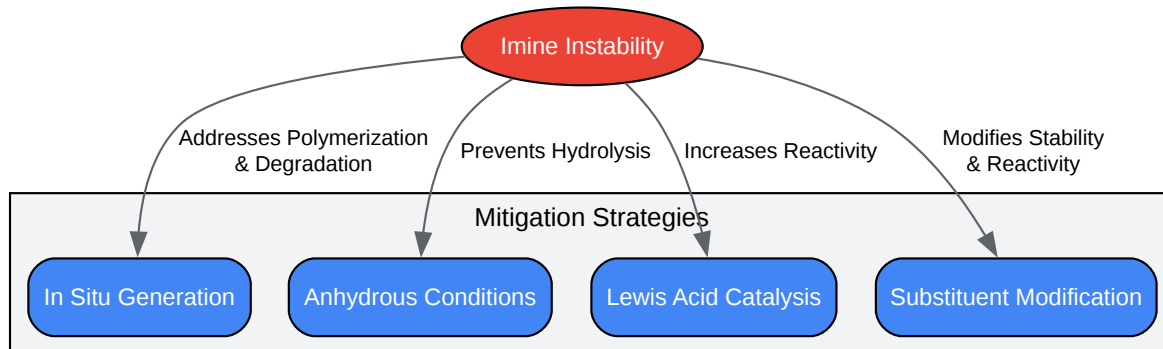 Imine Instability
Addresses Polymerization
& Degradation
Prevents Hydrolysis
Increases Reactivity
Modifies Stability
& Reactivity
Mitigation Strategies
In Situ Generation
Anhydrous Conditions
Lewis Acid Catalysis
Substituent Modification